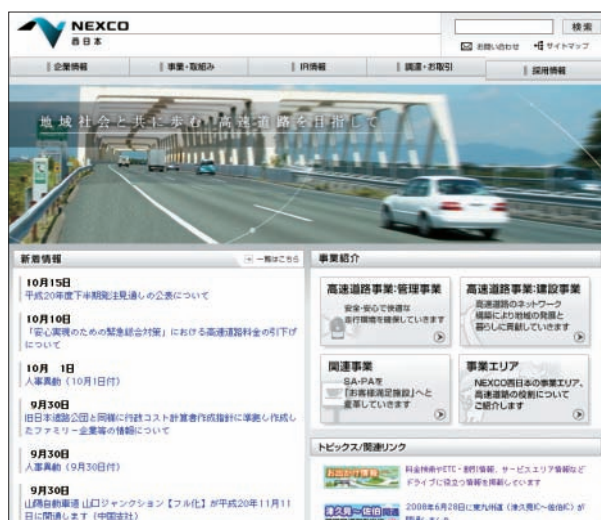 NEXCO
西日本
検索
お問い合わせ
サイトマップ
企業情報
事業・取組み
IR情報
調達・お取引
採用情報
地域社会と共に歩む 高速道路を目指して
新着情報
一覧はこちら
10月15日
平成20年度下半期発注見通しの公表について
10月10日
「安心実現のための緊急総合対策」における高速道路料金の引下げ
について
10月 1日
人事異動(10月1日付)
9月30日
旧日本道路公団と同様に行政コスト計算書作成指針に準拠し作成し
たファミリー企業等の情報について
9月30日
人事異動(9月30日付)
9月30日
山陽自動車道 山口ジャンクション【フル化】が平成20年11月11
日に開通します(中国支社)
事業紹介
高速道路事業:管理事業
安全・安心で快適な
走行環境を確保していきます
高速道路事業:建設事業
高速道路のネットワーク
構築により地域の発展と
暮らしに貢献していきます
関連事業
SA・PAを
「お客様満足施設」へと
変革していきます
事業エリア
NEXCO西日本の事業エリア、
高速道路の役割について
ご紹介します
トピックス/関連リンク
お出かけ情報
料金検索やETC・割引情報、サービスエリア情報など
ドライブに役立つ情報を掲載しています
津久見〜佐伯開通
2008年6月28日に東九州道(津久見IC〜佐伯IC)が